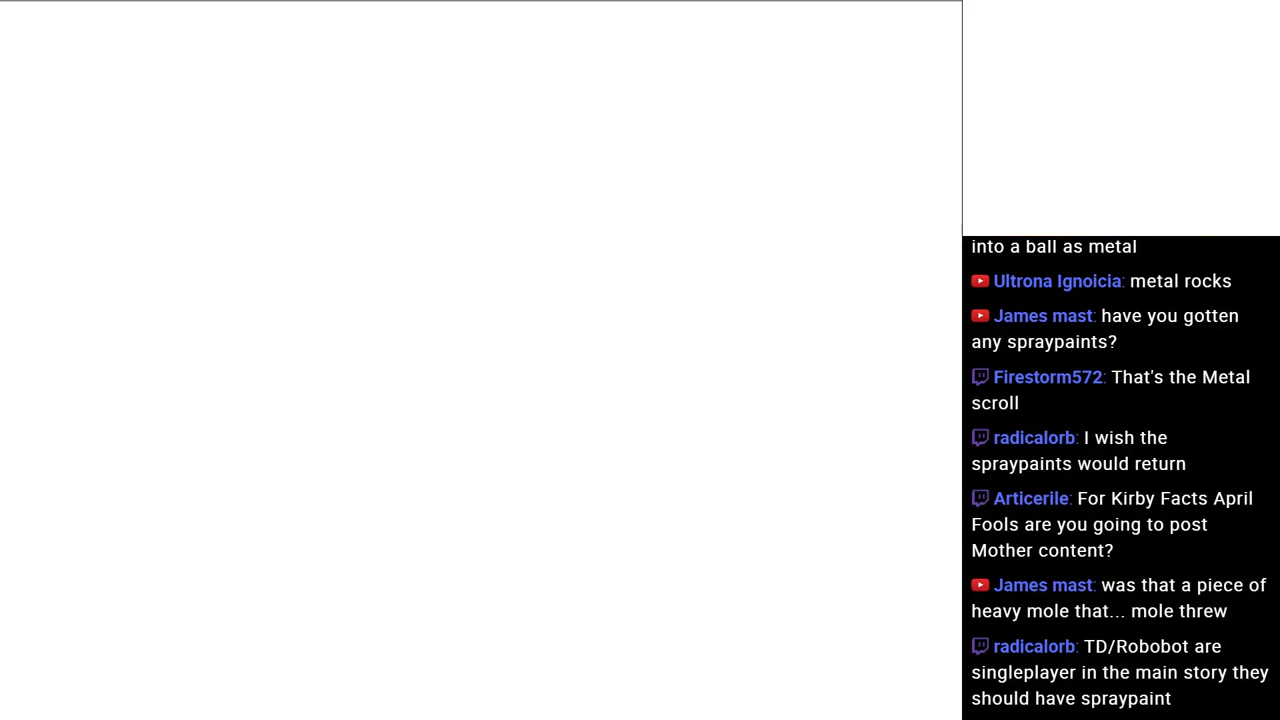 into a ball as metal
Ultrona Ignoicia: metal rocks
James mast: have you gotten
any spraypaints?
Firestorm572: That's the Metal
scroll
radicalorb: I wish the
spraypaints would return
Articerile: For Kirby Facts April
Fools are you going to post
Mother content?
James mast: was that a piece of
heavy mole that... mole threw
radicalorb: TD/Robobot are
singleplayer in the main story they
should have spraypaint